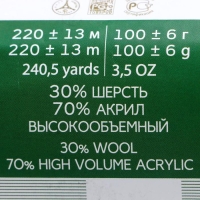 220 ± 13 м 100 ± 6 г
220 ± 13 m 100 ± 6 g
240,5 yards 3,5 OZ
30% ШЕРСТЬ
70% АКРИЛ
ВЫСОКООБЪЕМНЫЙ
30% WOOL
70% HIGH VOLUME ACRYLIC